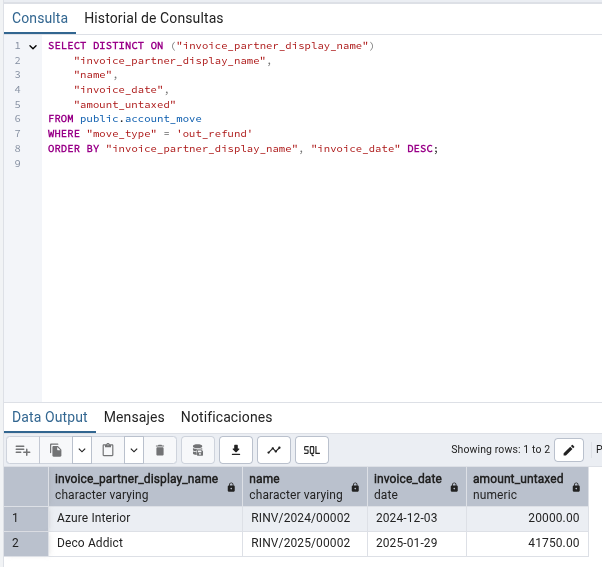 Consulta Historial de Consultas
1 SELECT DISTINCT ON ("invoice_partner_display_name")
2 "invoice_partner_display_name",
3 "name",
4 "invoice_date",
5 "amount_untaxed"
6 FROM public.account_move
7 WHERE "move_type" = 'out_refund'
8 ORDER BY "invoice_partner_display_name", "invoice_date" DESC;
9
Data Output Mensajes Notificaciones
SQL Showing rows: 1 to 2 P
invoice_partner_display_name name invoice_date amount_untaxed
character varying character varying date numeric
1 Azure Interior RINV/2024/00002 2024-12-03 20000.00
2 Deco Addict RINV/2025/00002 2025-01-29 41750.00